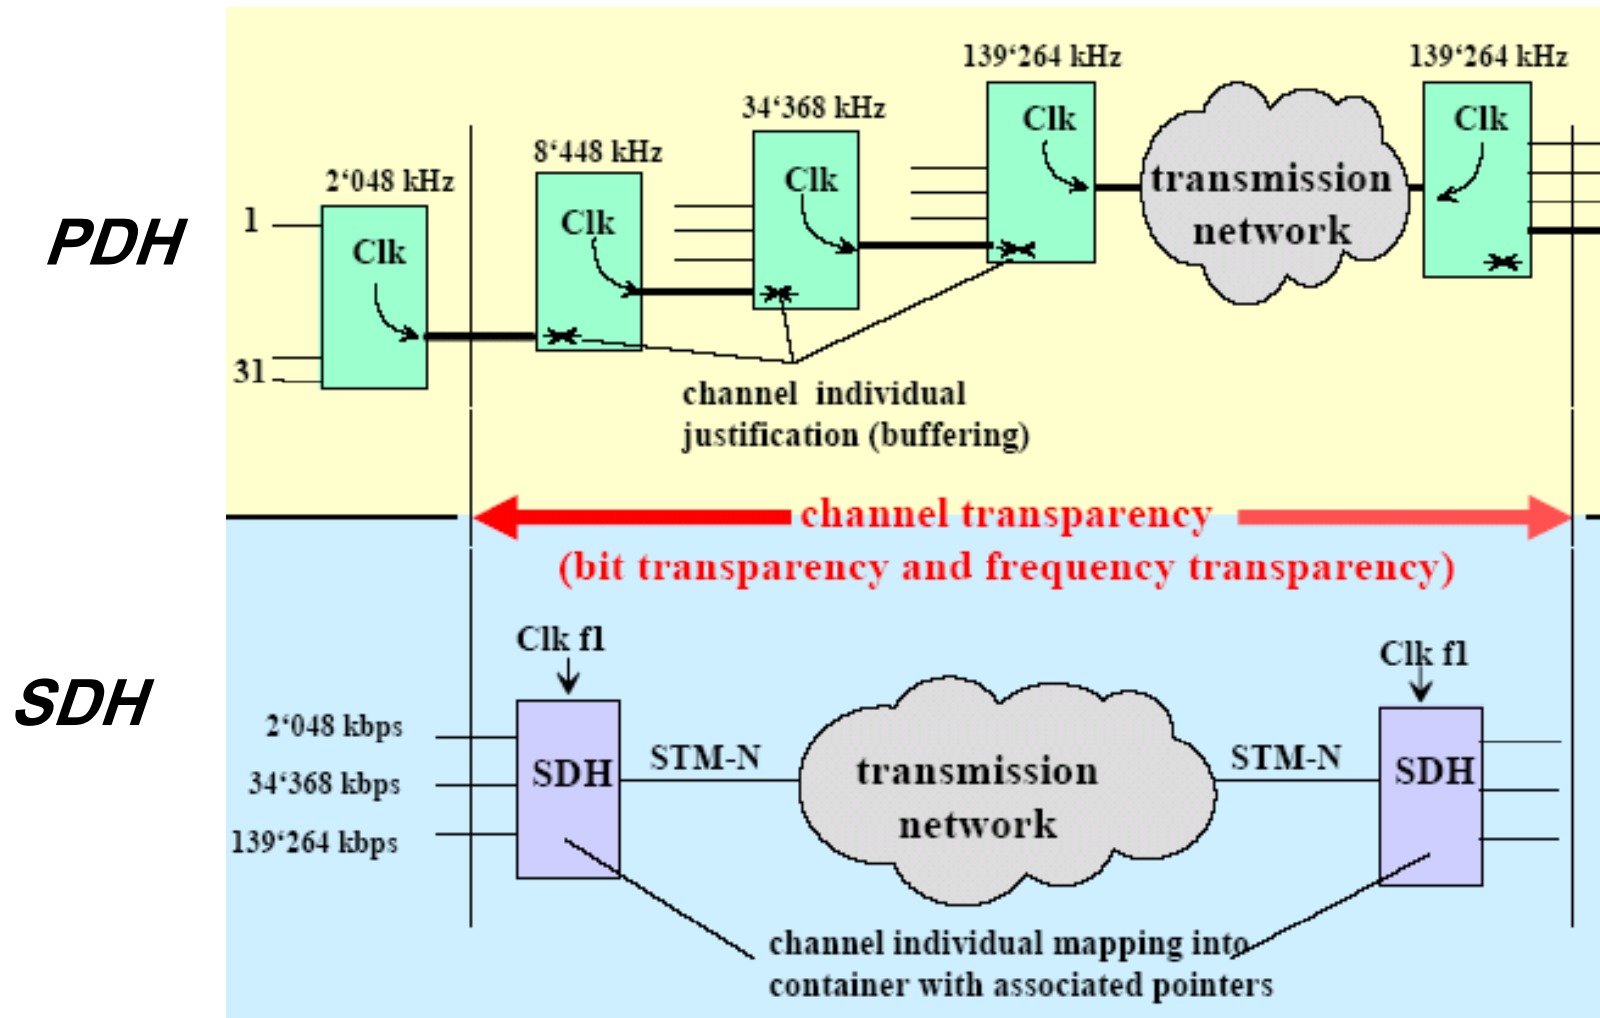 139‘264 kHz
139‘264 kHz
34‘368 kHz
8‘448 kHz
2‘048 kHz
Clk
Clk
Clk
Clk
Clk
transmission
network
1
31
PDH
channel individual
justification (buffering)
channel transparency
(bit transparency and frequency transparency)
Clk f1
Clk f1
SDH
2‘048 kbps
34‘368 kbps
139‘264 kbps
SDH
STM-N
transmission
network
STM-N
SDH
channel individual mapping into
container with associated pointers